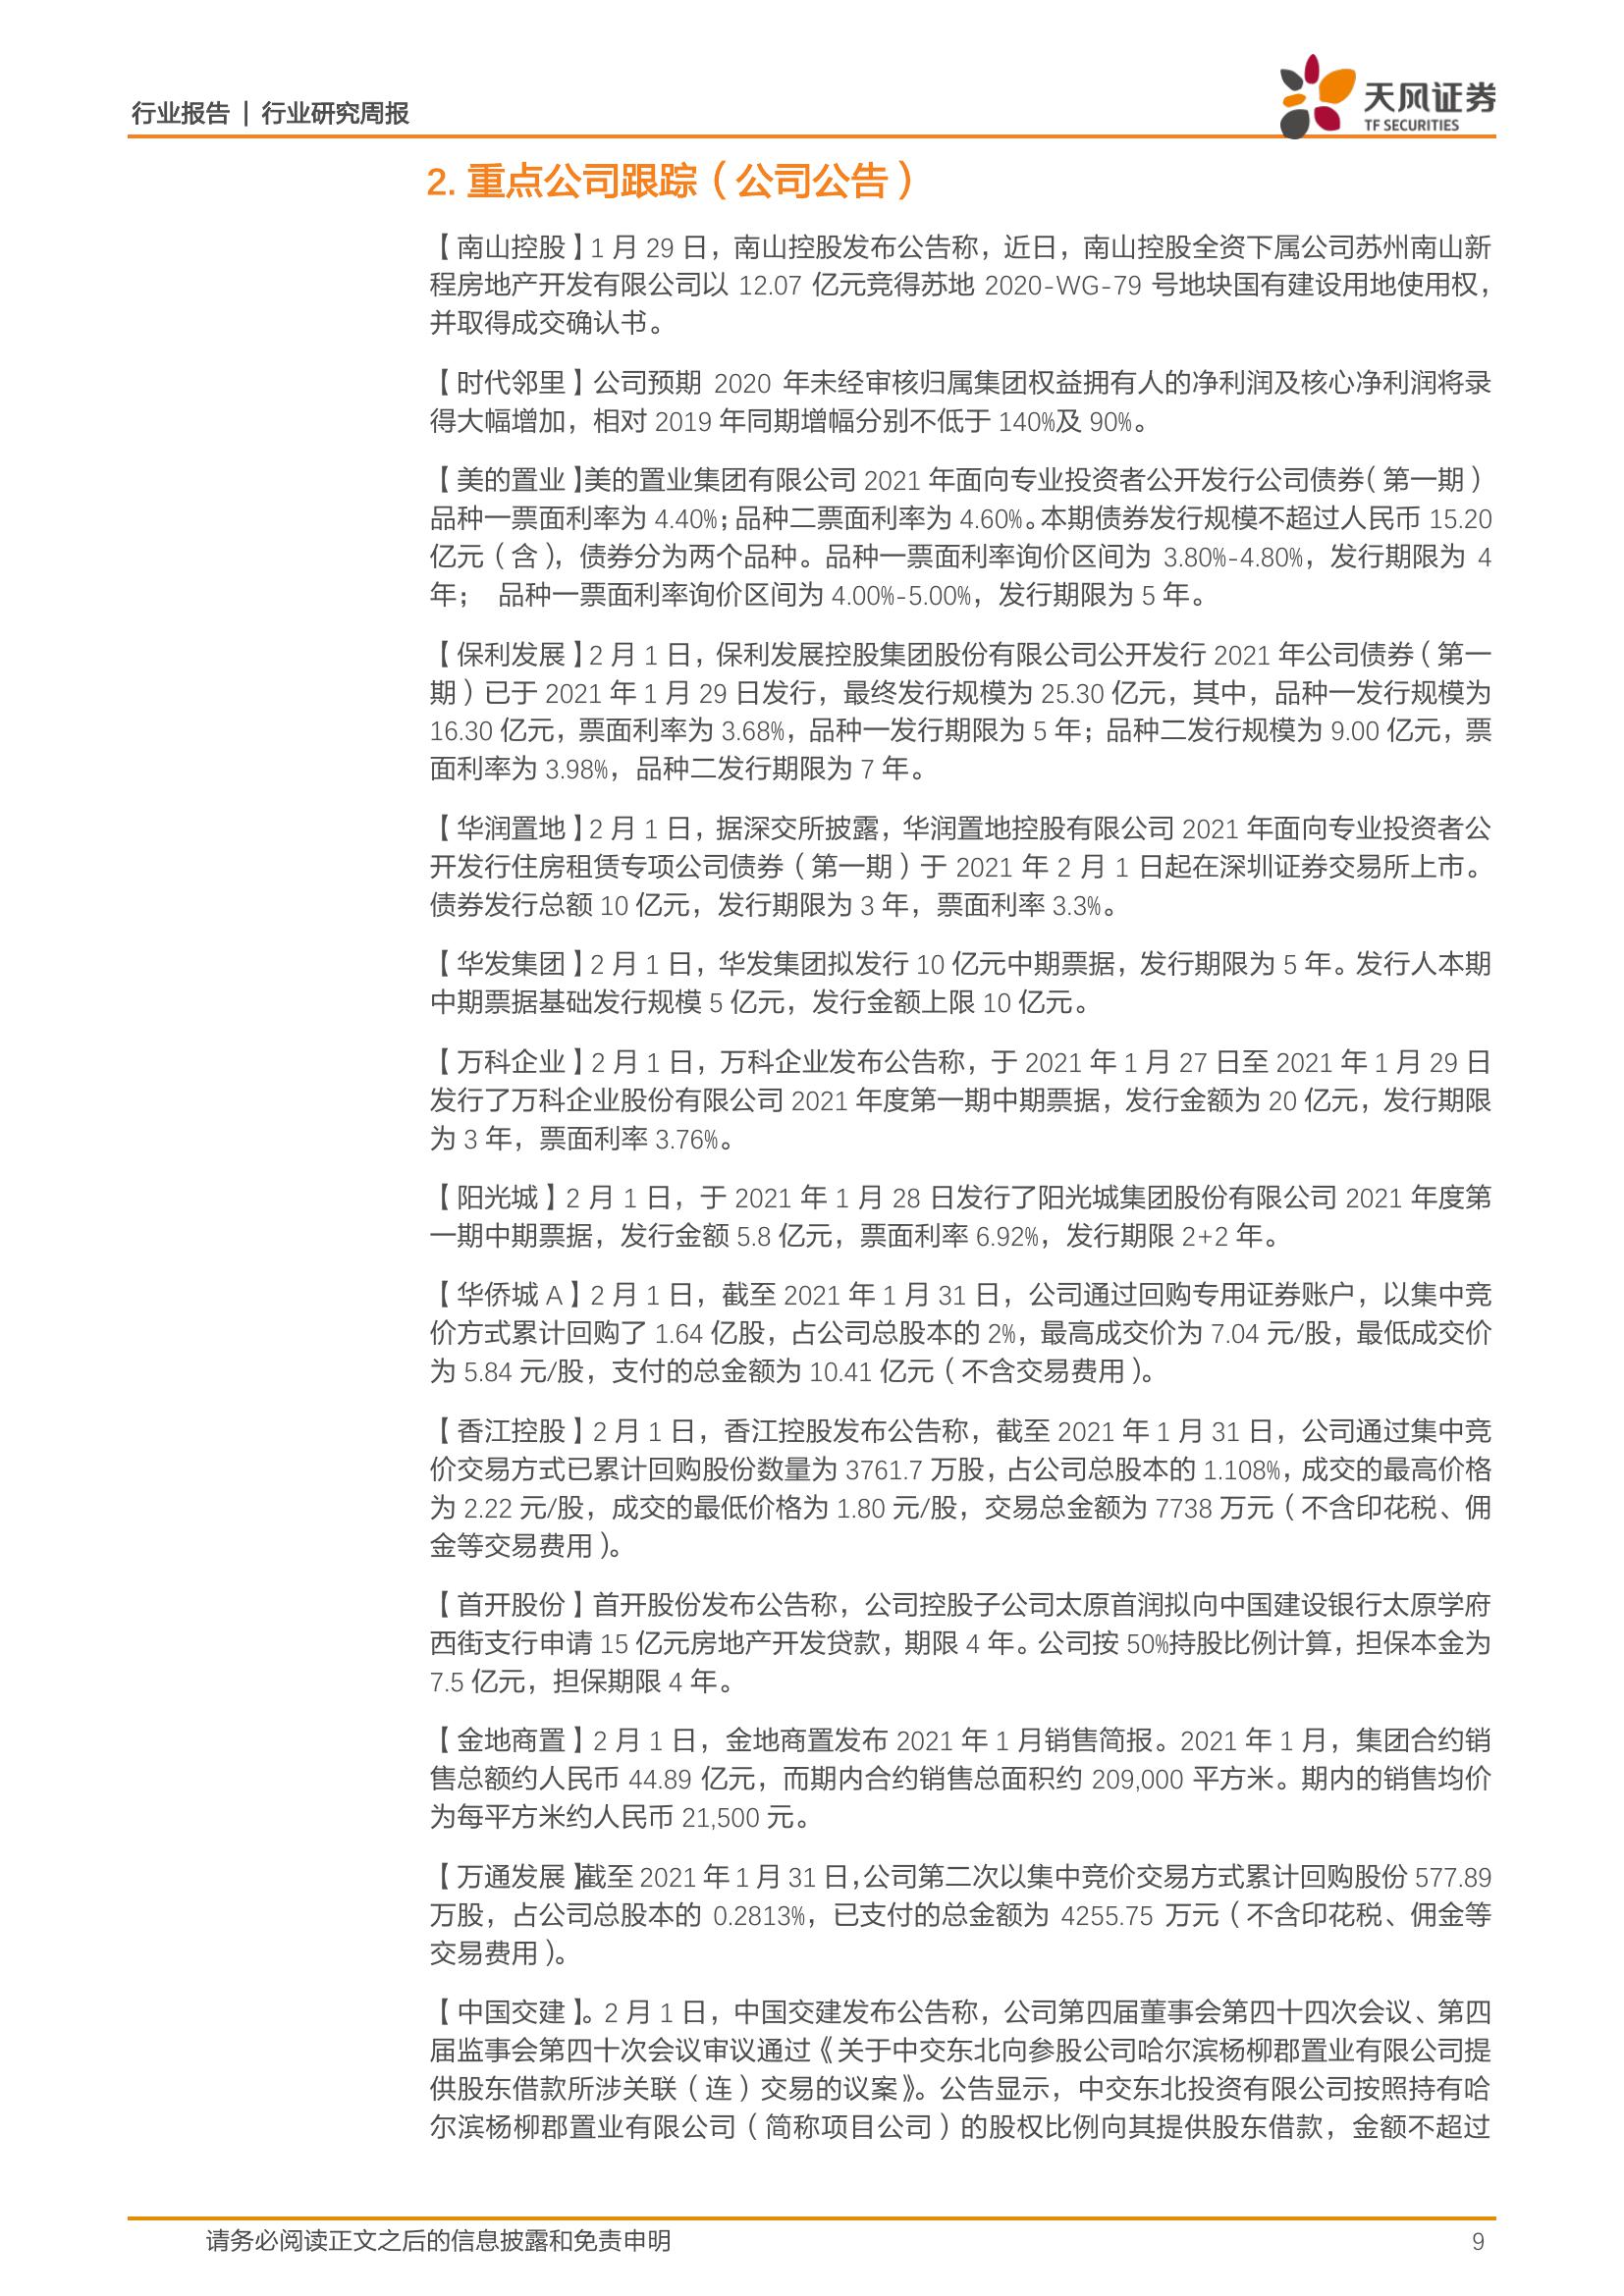 行业报告 | 行业研究周报
天风证券
TF SECURITIES
2. 重点公司跟踪（公司公告）
【南山控股】1 月 29 日，南山控股发布公告称，近日，南山控股全资下属公司苏州南山新
程房地产开发有限公司以 12.07 亿元竞得苏地 2020-WG-79 号地块国有建设用地使用权，
并取得成交确认书。
【时代邻里】公司预期 2020 年未经审核归属集团权益拥有人的净利润及核心净利润将录
得大幅增加，相对 2019 年同期增幅分别不低于 140%及 90%。
【美的置业】美的置业集团有限公司 2021 年面向专业投资者公开发行公司债券（第一期）
品种一票面利率为 4.40%；品种二票面利率为 4.60%。本期债券发行规模不超过人民币 15.20
亿元（含），债券分为两个品种。品种一票面利率询价区间为 3.80%-4.80%，发行期限为 4
年； 品种一票面利率询价区间为 4.00%-5.00%，发行期限为 5 年。
【保利发展】2 月 1 日，保利发展控股集团股份有限公司公开发行 2021 年公司债券（第一
期）已于 2021 年 1 月 29 日发行，最终发行规模为 25.30 亿元，其中，品种一发行规模为
16.30 亿元，票面利率为 3.68%，品种一发行期限为 5 年；品种二发行规模为 9.00 亿元，票
面利率为 3.98%，品种二发行期限为 7 年。
【华润置地】2 月 1 日，据深交所披露，华润置地控股有限公司 2021 年面向专业投资者公
开发行住房租赁专项公司债券（第一期）于 2021 年 2 月 1 日起在深圳证券交易所上市。
债券发行总额 10 亿元，发行期限为 3 年，票面利率 3.3%。
【华发集团】2 月 1 日，华发集团拟发行 10 亿元中期票据，发行期限为 5 年。发行人本期
中期票据基础发行规模 5 亿元，发行金额上限 10 亿元。
【万科企业】2 月 1 日，万科企业发布公告称，于 2021 年 1 月 27 日至 2021 年 1 月 29 日
发行了万科企业股份有限公司 2021 年度第一期中期票据，发行金额为 20 亿元，发行期限
为 3 年，票面利率 3.76%。
【阳光城】2 月 1 日，于 2021 年 1 月 28 日发行了阳光城集团股份有限公司 2021 年度第
一期中期票据，发行金额 5.8 亿元，票面利率 6.92%，发行期限 2+2 年。
【华侨城 A】2 月 1 日，截至 2021 年 1 月 31 日，公司通过回购专用证券账户，以集中竞
价方式累计回购了 1.64 亿股，占公司总股本的 2%，最高成交价为 7.04 元/股，最低成交价
为 5.84 元/股，支付的总金额为 10.41 亿元（不含交易费用）。
【香江控股】2 月 1 日，香江控股发布公告称，截至 2021 年 1 月 31 日，公司通过集中竞
价交易方式已累计回购股份数量为 3761.7 万股，占公司总股本的 1.108%，成交的最高价格
为 2.22 元/股，成交的最低价格为 1.80 元/股，交易总金额为 7738 万元（不含印花税、佣
金等交易费用）。
【首开股份】首开股份发布公告称，公司控股子公司太原首润拟向中国建设银行太原学府
西街支行申请 15 亿元房地产开发贷款，期限 4 年。公司按 50%持股比例计算，担保本金为
7.5 亿元，担保期限 4 年。
【金地商置】2 月 1 日，金地商置发布 2021 年 1 月销售简报。2021 年 1 月，集团合约销
售总额约人民币 44.89 亿元，而期内合约销售总面积约 209,000 平方米。期内的销售均价
为每平方米约人民币 21,500 元。
【万通发展】截至 2021 年 1 月 31 日，公司第二次以集中竞价交易方式累计回购股份 577.89
万股，占公司总股本的 0.2813%，已支付的总金额为 4255.75 万元（不含印花税、佣金等
交易费用）。
【中国交建】。2 月 1 日，中国交建发布公告称，公司第四届董事会第四十四次会议、第四
届监事会第四十次会议审议通过《关于中交东北向参股公司哈尔滨杨柳郡置业有限公司提
供股东借款所涉关联（连）交易的议案》。公告显示，中交东北投资有限公司按照持有哈
尔滨杨柳郡置业有限公司（简称项目公司）的股权比例向其提供股东借款，金额不超过
请务必阅读正文之后的信息披露和免责申明
9